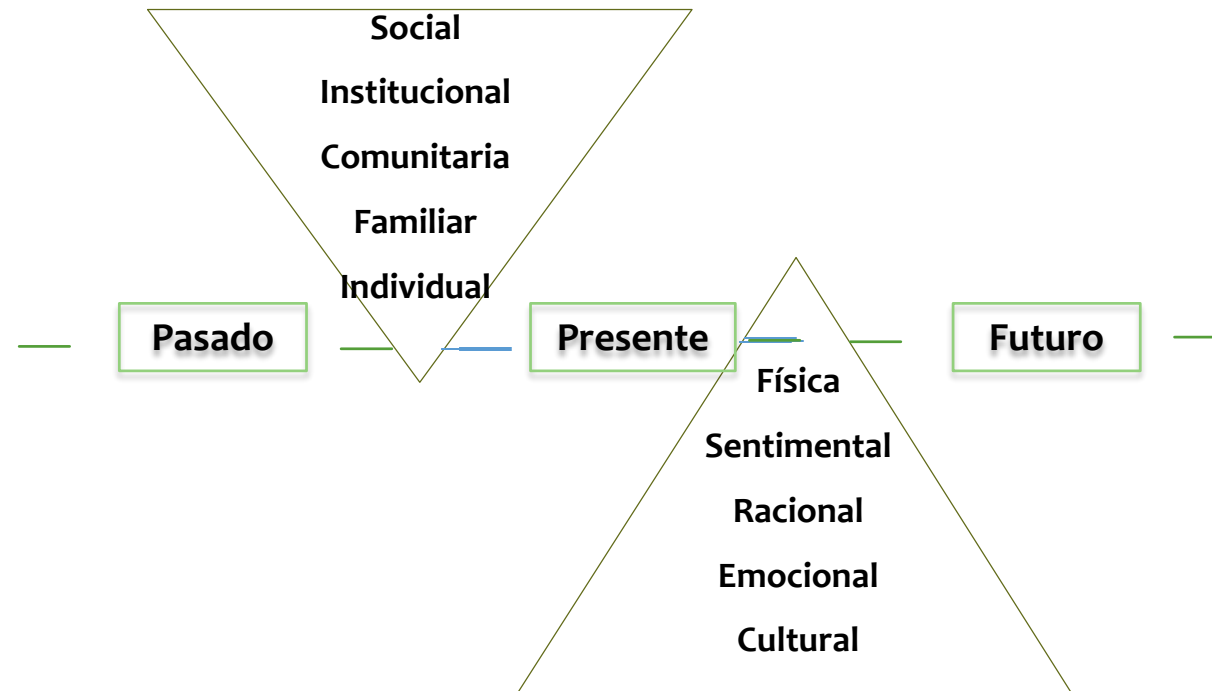 Social
Institucional
Comunitaria
Familiar
Individual
Pasado
Presente
Futuro
Física
Sentimental
Racional
Emocional
Cultural